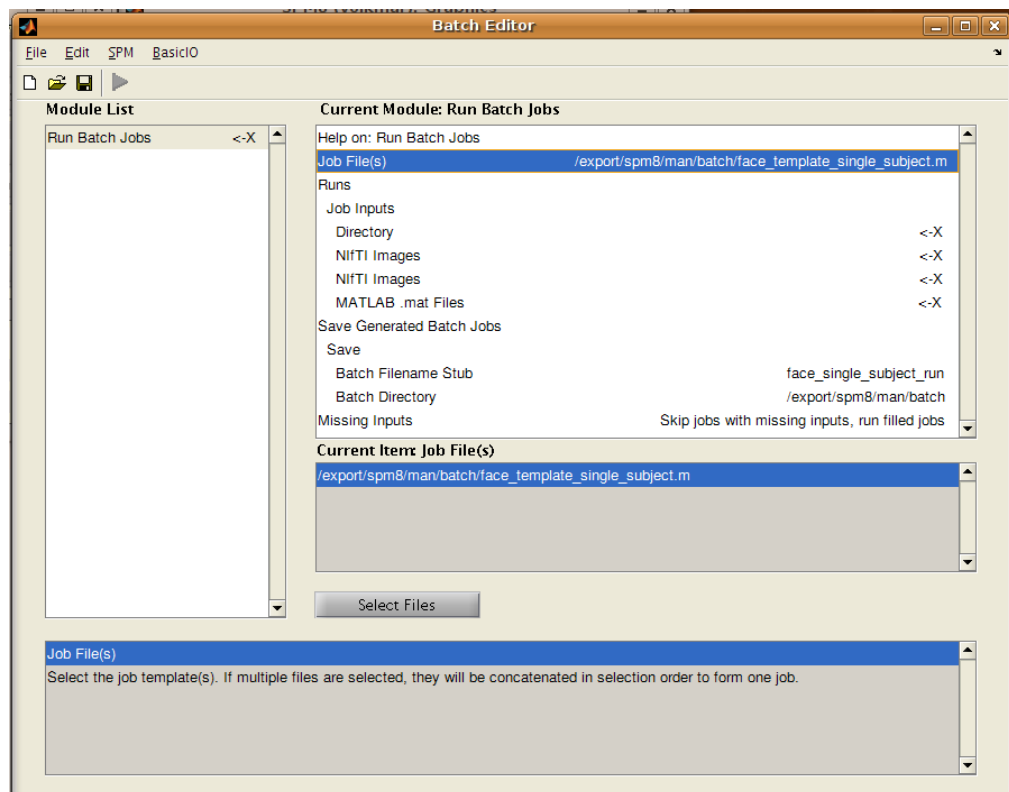 Batch Editor
File Edit SPM BasicIO
Module List
Run Batch Jobs <-X
Current Module: Run Batch Jobs
Help on: Run Batch Jobs
Job File(s) /export/spm8/man/batch/face_template_single_subject.m
Runs
Job Inputs
Directory <-X
NIfTI Images <-X
NIfTI Images <-X
MATLAB .mat Files <-X
Save Generated Batch Jobs
Save
Batch Filename Stub face_single_subject_run
Batch Directory /export/spm8/man/batch
Missing Inputs Skip jobs with missing inputs, run filled jobs
Current Item: Job File(s)
/export/spm8/man/batch/face_template_single_subject.m
Select Files
Job File(s)
Select the job template(s). If multiple files are selected, they will be concatenated in selection order to form one job.